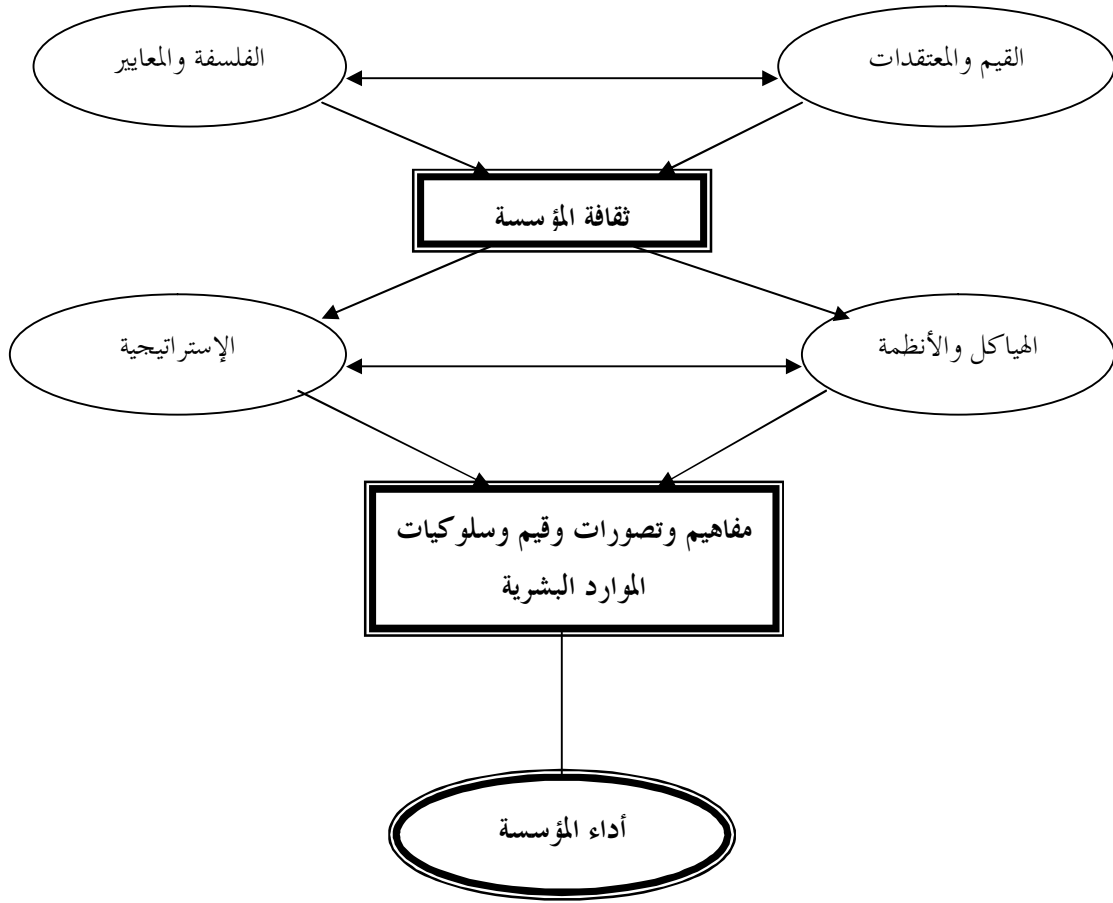 القيم والمعتقدات
الفلسفة والمعايير
ثقافة المؤسسة
الهياكل والأنظمة
الإستراتيجية
مفاهيم وتصورات وقيم وسلوكيات
الموارد البشرية
أداء المؤسسة